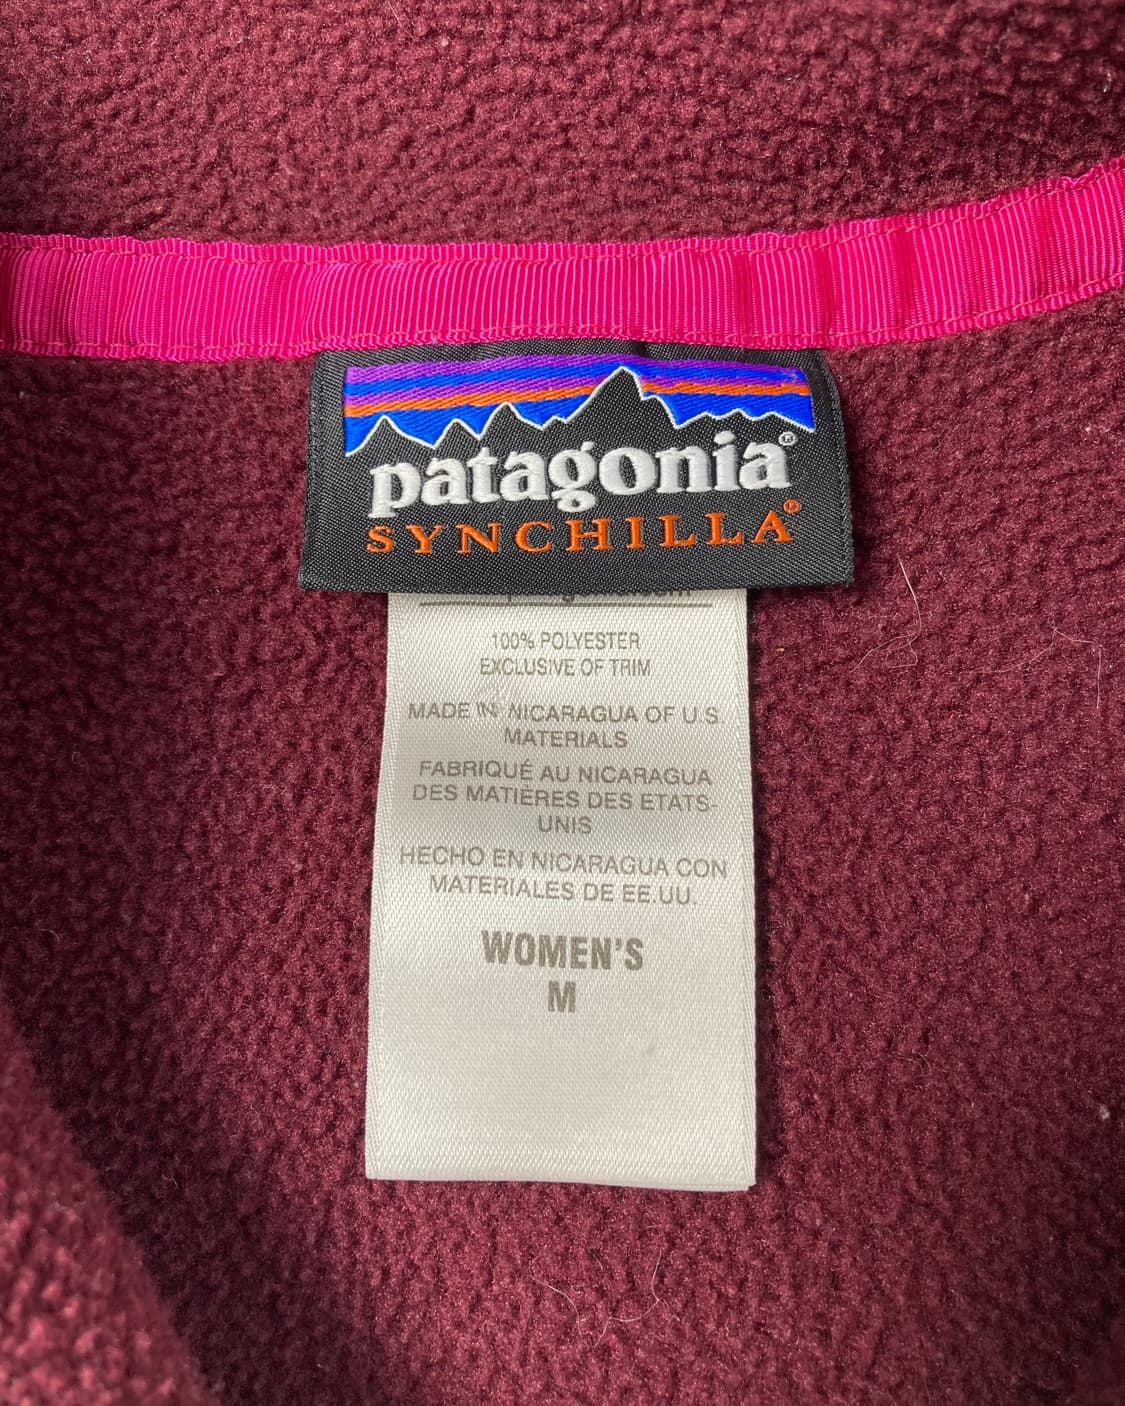 patagonia®
SYNCHILLA®
100% POLYESTER
EXCLUSIVE OF TRIM
MADE IN NICARAGUA OF U.S.
MATERIALS
FABRIQUÉ AU NICARAGUA
DES MATIÈRES DES ETATS-
UNIS
HECHO EN NICARAGUA CON
MATERIALES DE EE.UU.
WOMEN'S
M